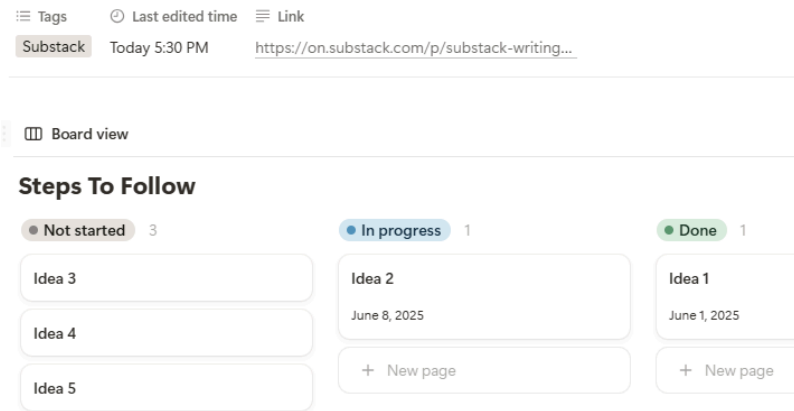 Tags Last edited time Link
Substack Today 5:30 PM https://on.substack.com/p/substack-writing...
Board view
Steps To Follow
Not started 3 In progress 1 Done 1
Idea 3 Idea 2 Idea 1
June 8, 2025 June 1, 2025
Idea 4
+ New page + New page
Idea 5